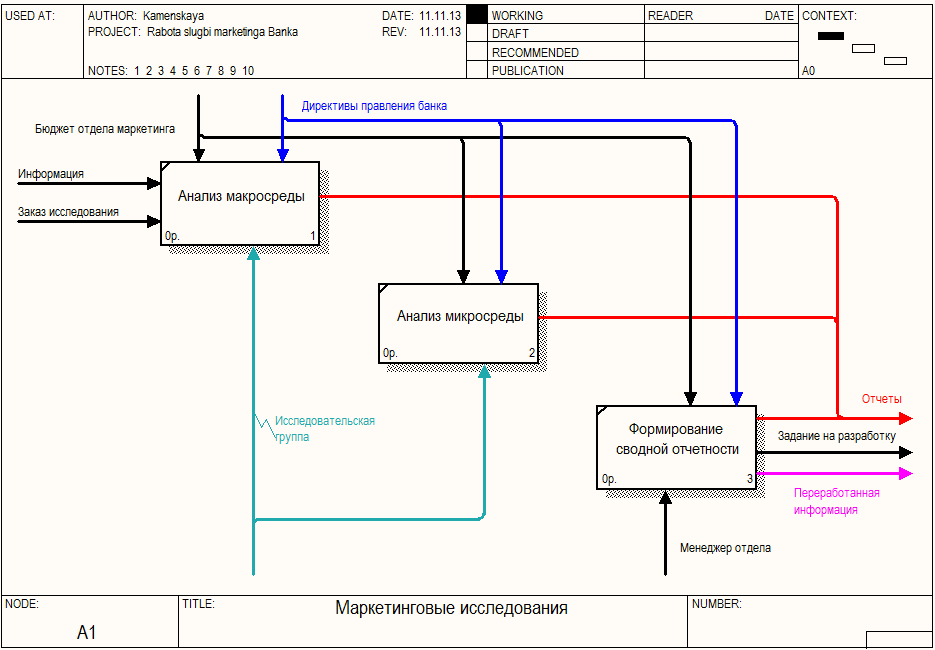 USED AT:
AUTHOR: Kamenskaya
DATE: 11.11.13
PROJECT: Rabota slugbi marketinga Banka
REV: 11.11.13
NOTES: 1 2 3 4 5 6 7 8 9 10
WORKING
DRAFT
RECOMMENDED
PUBLICATION
READER
DATE
CONTEXT:
A0
Директивы правления банка
Бюджет отдела маркетинга
Информация
Заказ исследования
Анализ макросреды
0р.
1
Анализ микросреды
0р.
2
Исследовательская
группа
Формирование
сводной отчетности
0р.
3
Отчеты
Задание на разработку
Переработанная
информация
Менеджер отдела
NODE:
A1
TITLE:
Маркетинговые исследования
NUMBER: